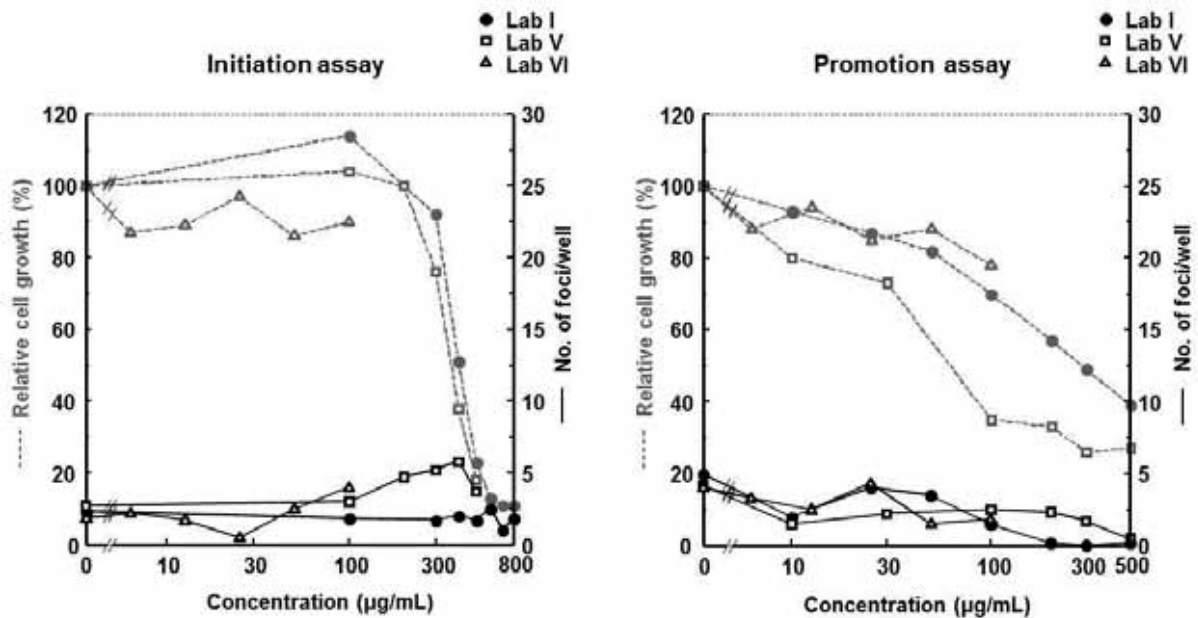 Lab I
Lab V
Lab VI
Initiation assay
120
100
80
60
40
20
0
Relative cell growth (%)
30
25
20
15
10
5
0
No. of foci/well
0 10 30 100 300 800
Concentration (µg/mL)
Lab I
Lab V
Lab VI
Promotion assay
120
100
80
60
40
20
0
Relative cell growth (%)
30
25
20
15
10
5
0
No. of foci/well
0 10 30 100 300 500
Concentration (µg/mL)